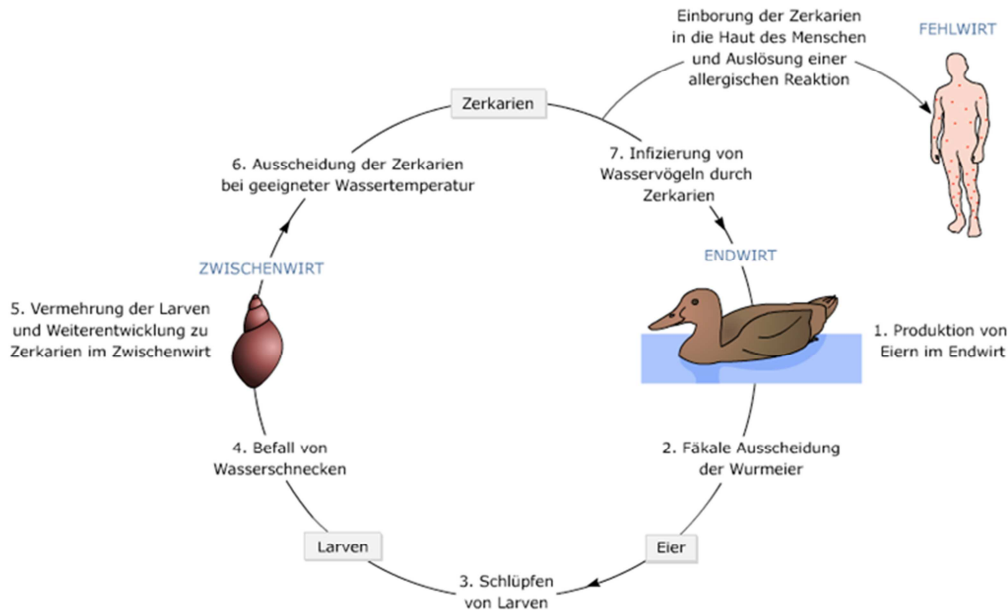 Einborung der Zerkarien
in die Haut des Menschen
und Auslösung einer
allergischen Reaktion
FEHLWIRT
Zerkarien
6. Ausscheidung der Zerkarien
bei geeigneter Wassertemperatur
7. Infizierung von
Wasservögeln durch
Zerkarien
ZWISCHENWIRT
ENDWIRT
5. Vermehrung der Larven
und Weiterentwicklung zu
Zerkarien im Zwischenwirt
1. Produktion von
Eiern im Endwirt
4. Befall von
Wasserschnecken
2. Fäkale Ausscheidung
der Wurmeier
Larven
Eier
3. Schlüpfen
von Larven